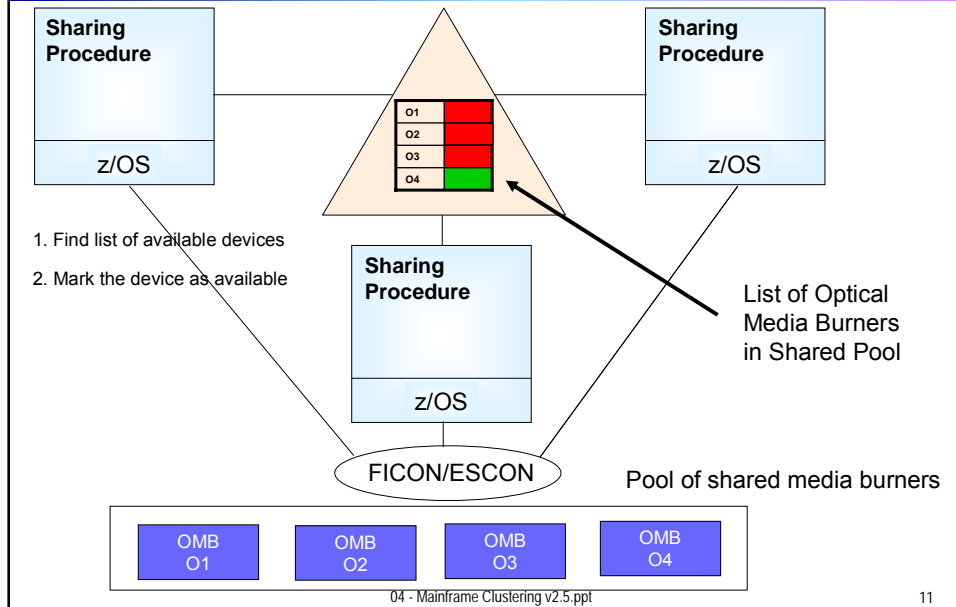 Sharing
Procedure
z/OS
O1
O2
O3
O4
Sharing
Procedure
z/OS
1. Find list of available devices
2. Mark the device as available
Sharing
Procedure
z/OS
List of Optical
Media Burners
in Shared Pool
FICON/ESCON
Pool of shared media burners
OMB
O1
OMB
O2
OMB
O3
OMB
O4
04 - Mainframe Clustering v2.5.ppt
11